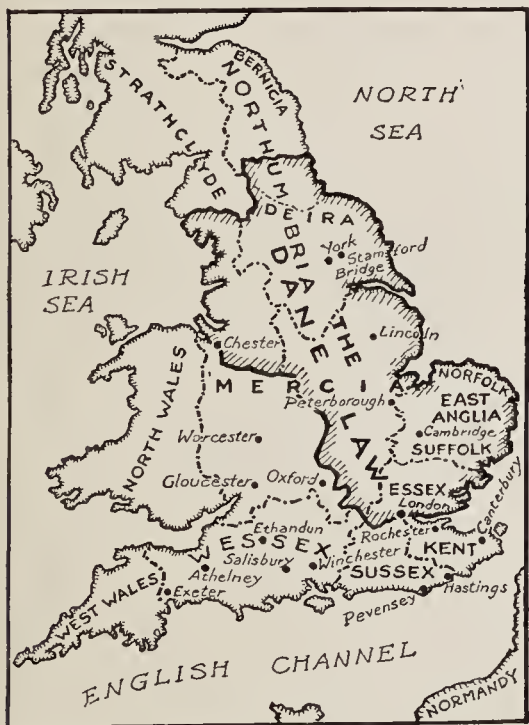 STRATHCLYDE
BERNICIA
NORTHUMBRIA
NORTH
SEA
DEIRA
York
Stamford
Bridge
IRISH
SEA
THE
DANE LAW
Lincoln
Chester
MERCIA
NORFOLK
EAST
ANGLIA
Peterborough
Cambridge
SUFFOLK
NORTH WALES
Worcester
Gloucester
Oxford
ESSEX
London
Canterbury
Ethandun
ESSEX
Rochester
KENT
Salisbury
Winchester
SUSSEX
Athelney
Hastings
WEST WALES
Exeter
Pevensey
ENGLISH CHANNEL
NORMANDY